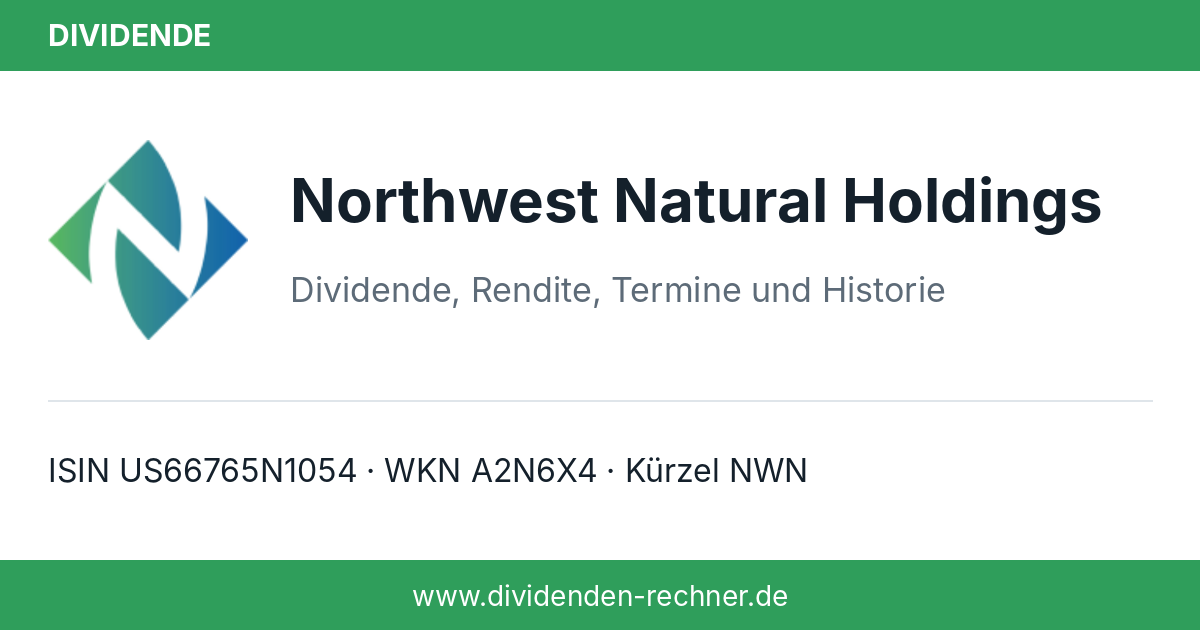 DIVIDENDE
Northwest Natural Holdings
Dividende, Rendite, Termine und Historie
ISIN US66765N1054 · WKN A2N6X4 · Kürzel NWN
www.dividenden-rechner.de